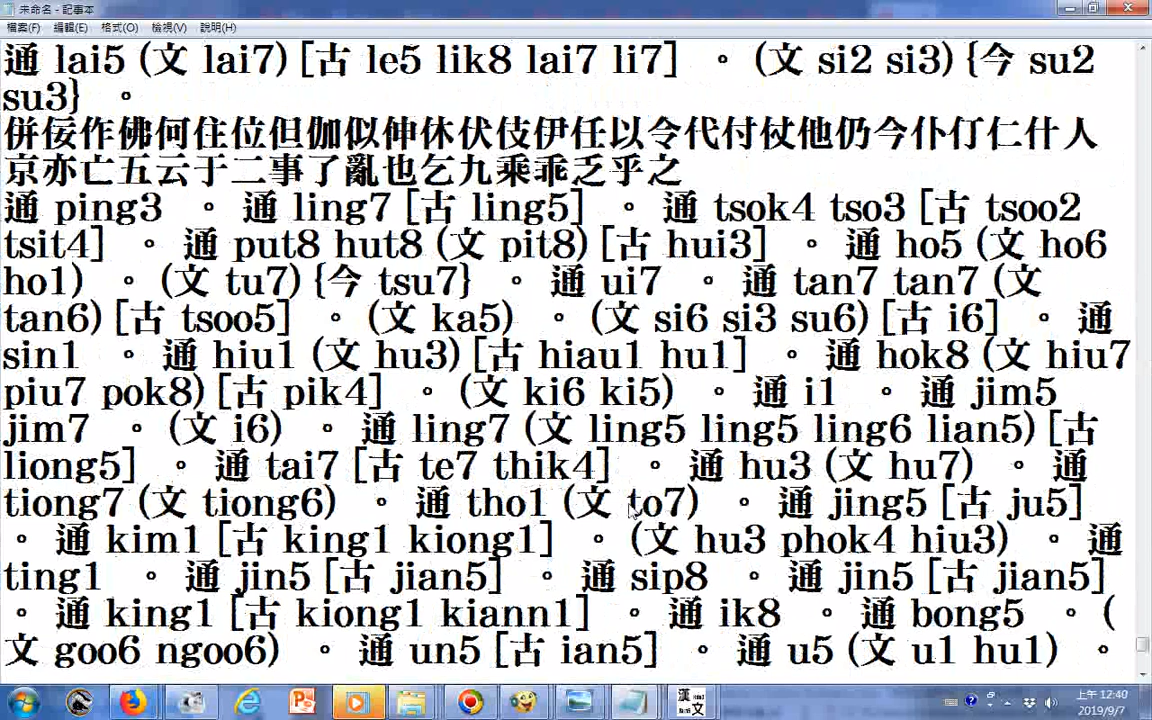 未命名 - 記事本
檔案(F) 編輯(E) 格式(O) 檢視(V) 說明(H)
通 lai5 (文 lai7) [古 le5 lik8 lai7 li7] 。 (文 si2 si3) {今 su2
su3} 。
併佞作佛何住位但伽似伸休伏伎伊任以令代付仗他仍今仆仃仁什人
京亦亡五云于二事了亂也乞九乘乖乏乎之
通 ping3 。 通 ling7 [古 ling5] 。 通 tsok4 tso3 [古 tsoo2
tsit4] 。 通 put8 hut8 (文 pit8) [古 hui3] 。 通 ho5 (文 ho6
ho1) 。 (文 tu7) {今 tsu7} 。 通 ui7 。 通 tan7 tan7 (文
tan6) [古 tsoo5] 。 (文 ka5) 。 (文 si6 si3 su6) [古 i6] 。 通
sin1 。 通 hiu1 (文 hu3) [古 hiau1 hu1] 。 通 hok8 (文 hiu7
piu7 pok8) [古 pik4] 。 (文 ki6 ki5) 。 通 i1 。 通 jim5
jim7 。 (文 i6) 。 通 ling7 (文 ling5 ling5 ling6 lian5) [古
liong5] 。 通 tai7 [古 te7 thik4] 。 通 hu3 (文 hu7) 。 通
tiong7 (文 tiong6) 。 通 tho1 (文 to7) 。 通 jing5 [古 ju5]
。 通 kim1 [古 king1 kiong1] 。 (文 hu3 phok4 hiu3) 。 通
ting1 。 通 jin5 [古 jian5] 。 通 sip8 。 通 jin5 [古 jian5]
。 通 king1 [古 kiong1 kiann1] 。 通 ik8 。 通 bong5 。 (
文 goo6 ngoo6) 。 通 un5 [古 ian5] 。 通 u5 (文 u1 hu1) 。
上午 12:40
2019/9/7